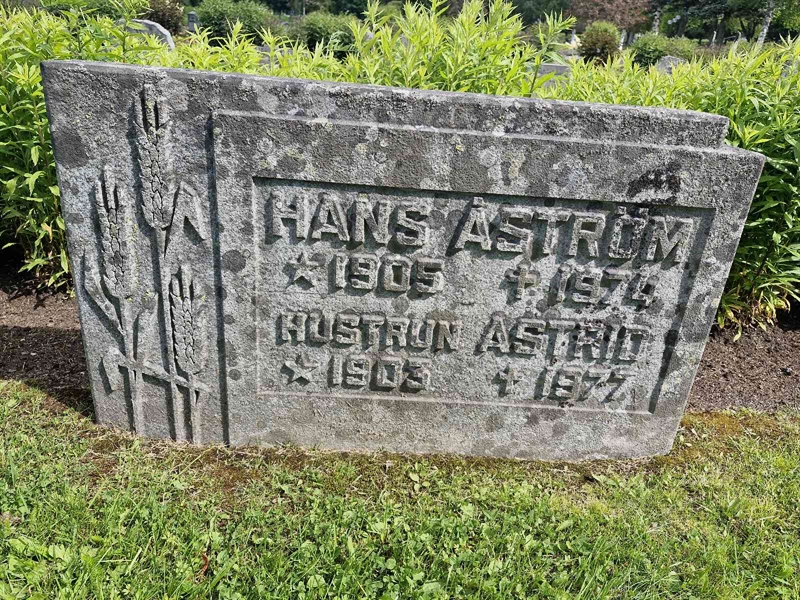 HANS ÅSTRÖM
☆ 1905 ✝ 1974
HUSTRUN ASTRID
☆ 1903 ✝ 1977